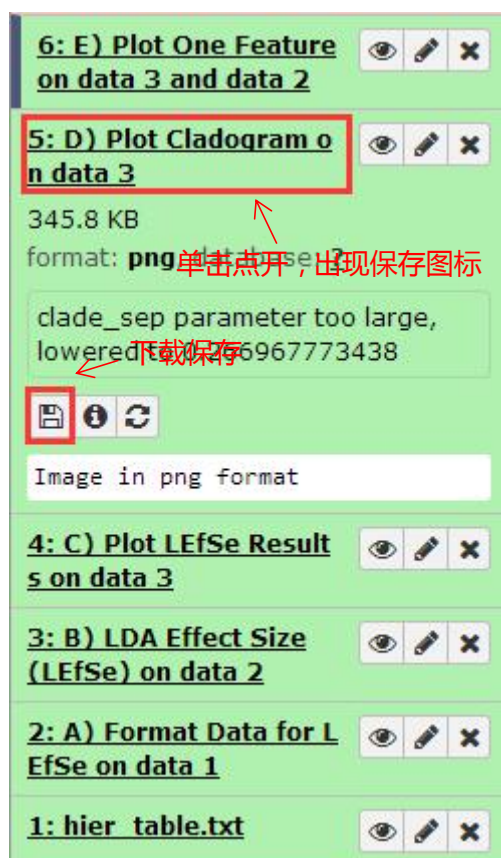 6: E) Plot One Feature
on data 3 and data 2
5: D) Plot Cladogram o
n data 3
345.8 KB
format: png, database: ?
单击点开，出现保存图标
clade_sep parameter too large,
lowered to
下载保存
Image in png format
4: C) Plot LEfSe Result
s on data 3
3: B) LDA Effect Size
(LEfSe) on data 2
2: A) Format Data for L
EfSe on data 1
1: hier_table.txt